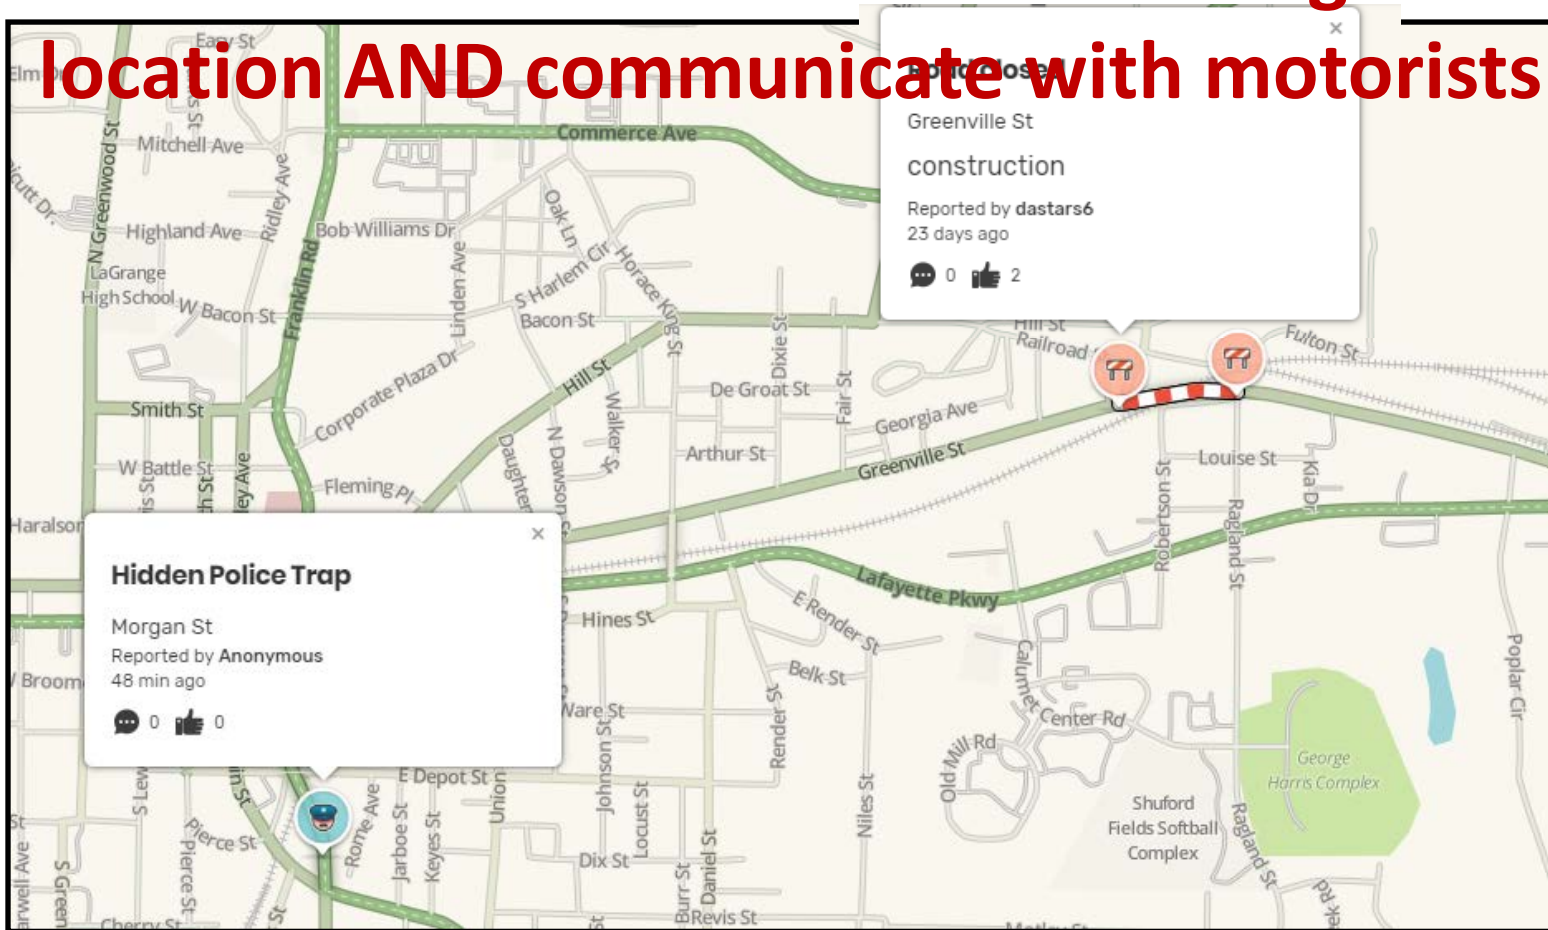 location AND communicate with motorists
Road closed
Greenville St
construction
Reported by dastars6
23 days ago
0 2
Easy St
Mitchell Ave
Commerce Ave
N Greenwood St
Ridley Ave
Highland Ave
Bob Williams Dr
Oak Ln
LaGrange
High School
W Bacon St
Franklin Rd
Linden Ave
S Harlem Cir
Horace King St
Bacon St
Dixie St
Hill St
Railroad
Fulton St
Corporate Plaza Dr
Hill St
De Groat St
Fair St
Smith St
Walker St
Georgia Ave
W Battle St
Fleming Pl
N Dawson St
Arthur St
Greenville St
Louise St
Kia Dr
Robertson St
Ragland St
Hidden Police Trap
Morgan St
Reported by Anonymous
48 min ago
0 0
Hines St
Lafayette Pkwy
E Render St
Belk St
Calumet Center Rd
Poplar Cir
Ware St
Render St
Old Mill Rd
George
Harris Complex
E Depot St
Union
Johnson St
Locust St
Niles St
Shuford
Fields Softball
Complex
Ragland St
Pierce St
Pierce St
Rome Ave
Jarboe St
Keyes St
Dix St
Burr St
Daniel St
Revis St
Cherry St